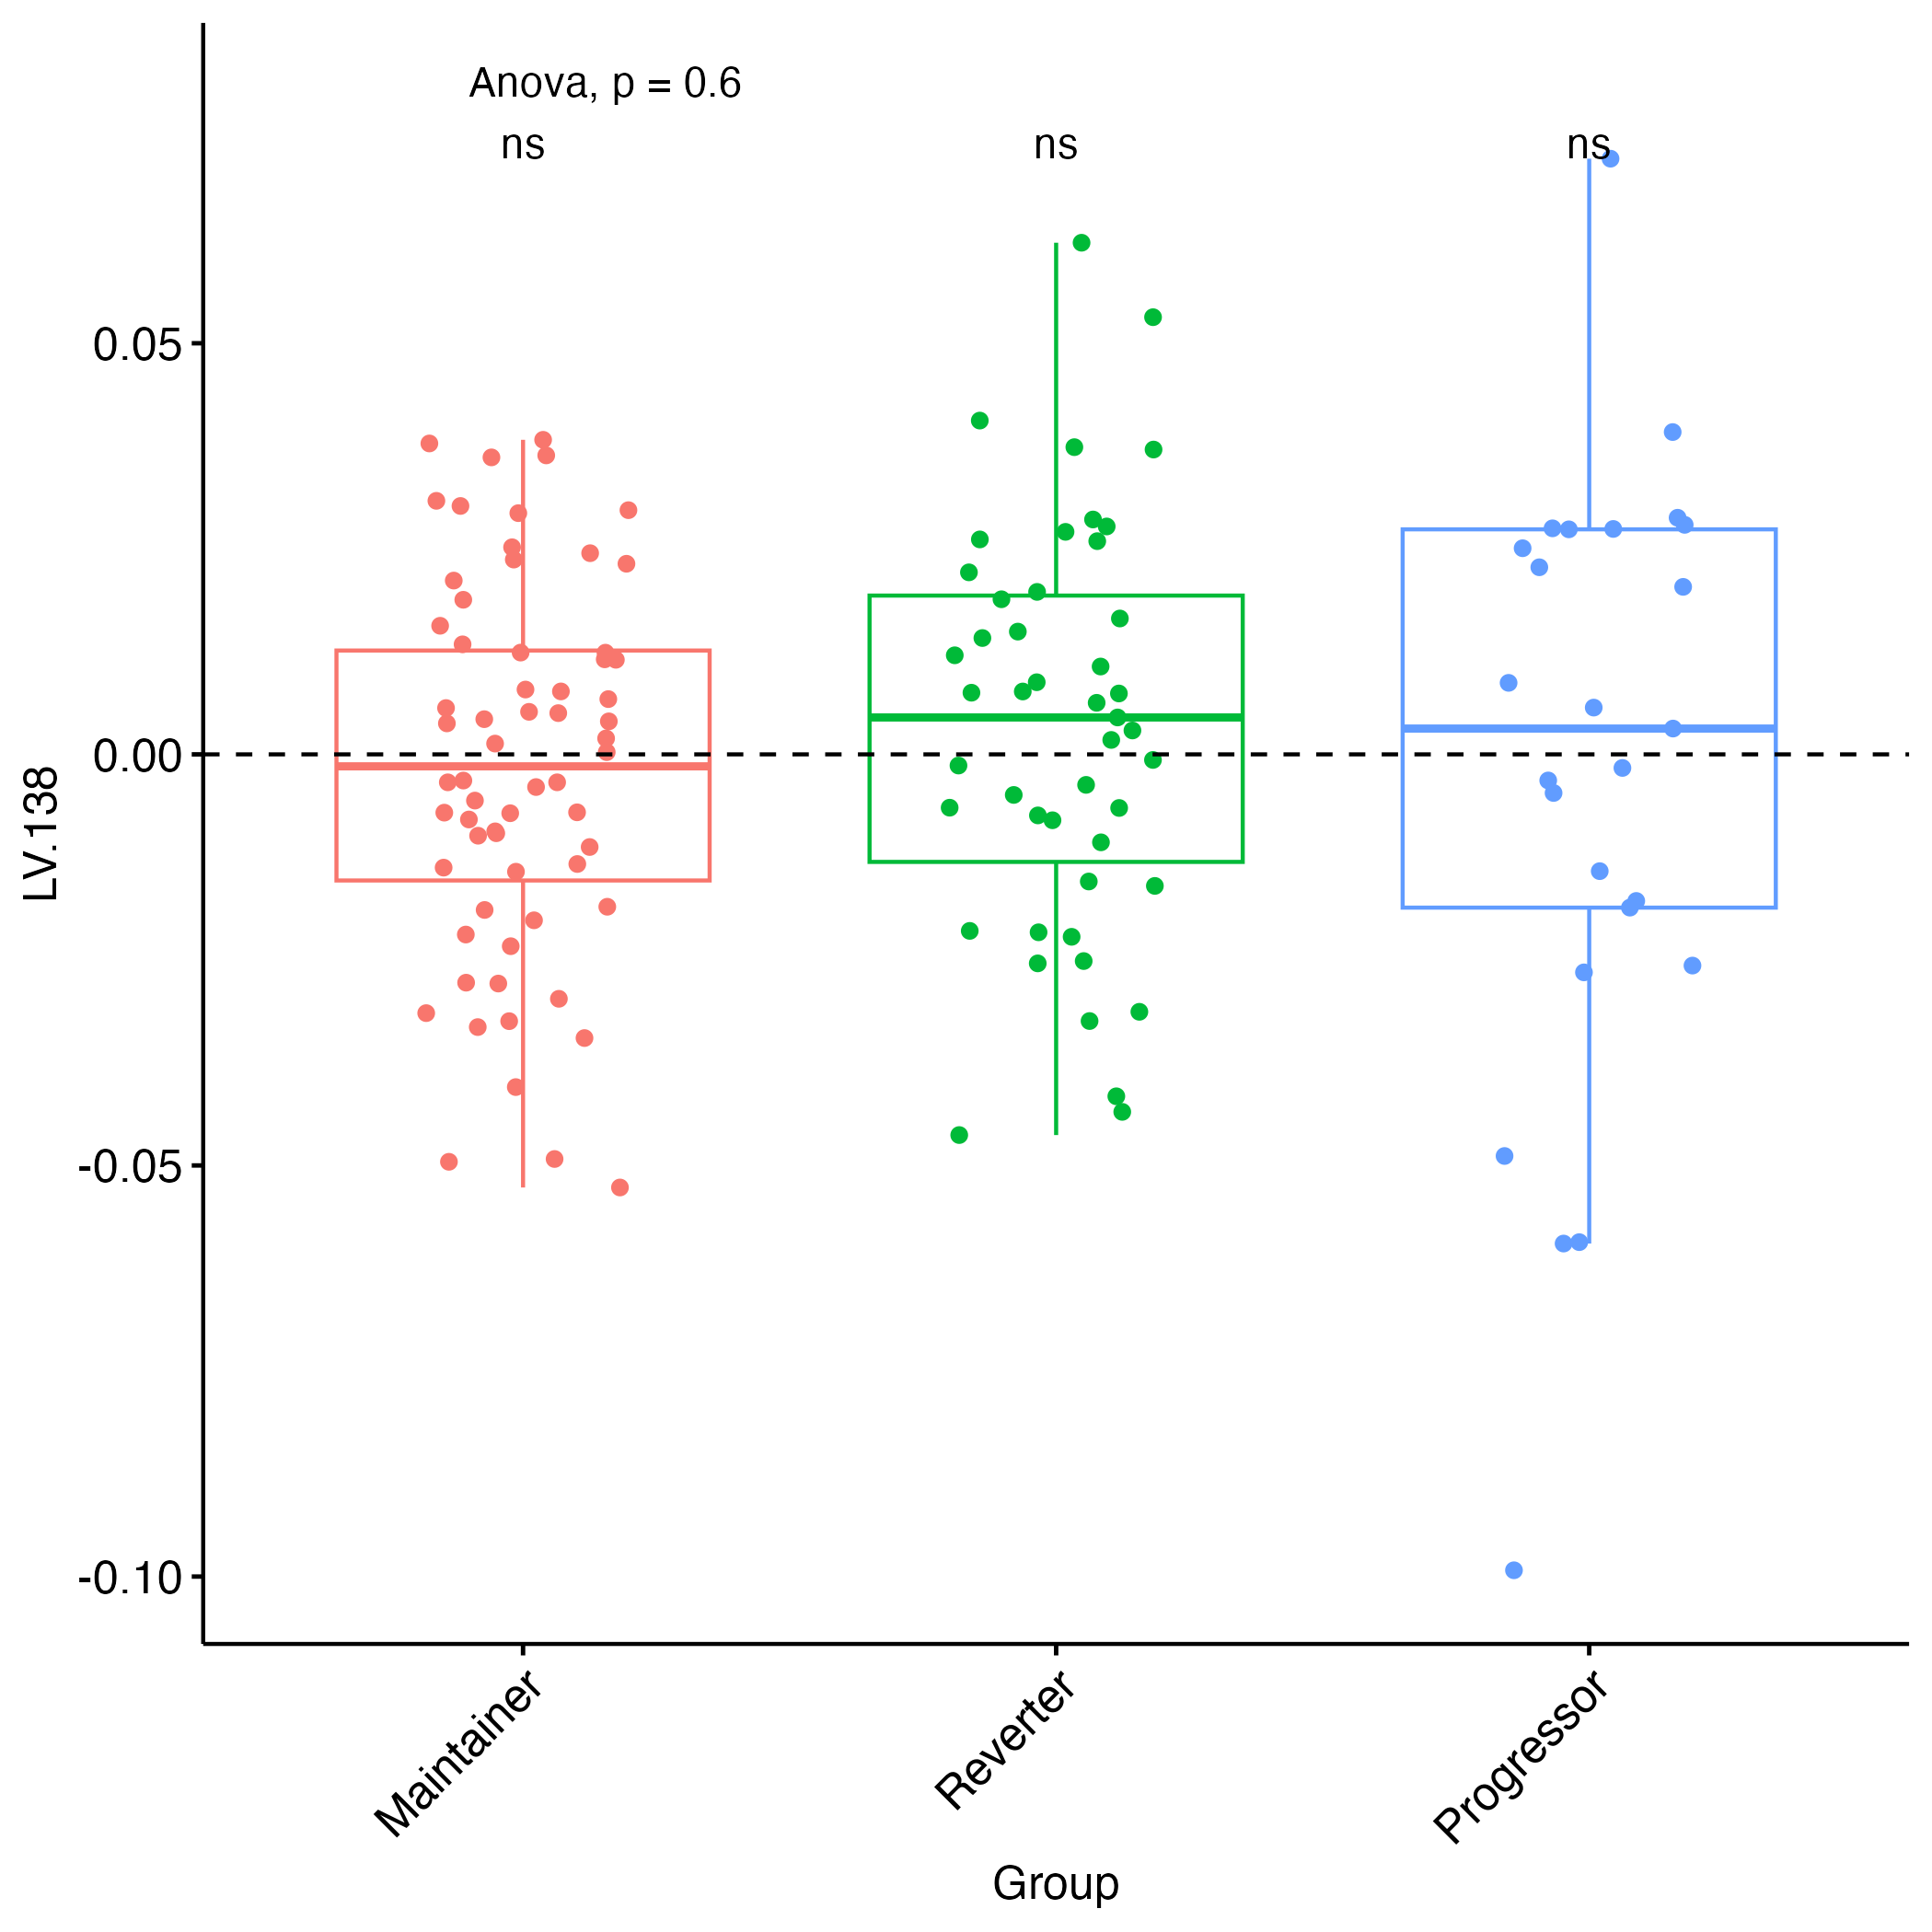 Anova, p = 0.6
ns ns ns
0.05
0.00
-0.05
-0.10
LV.138
Maintainer Reverter Progressor
Group